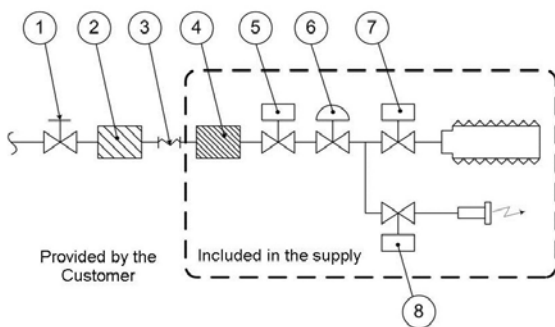 1 2 3 4 5 6 7
Provided by the
Customer
Included in the supply
8